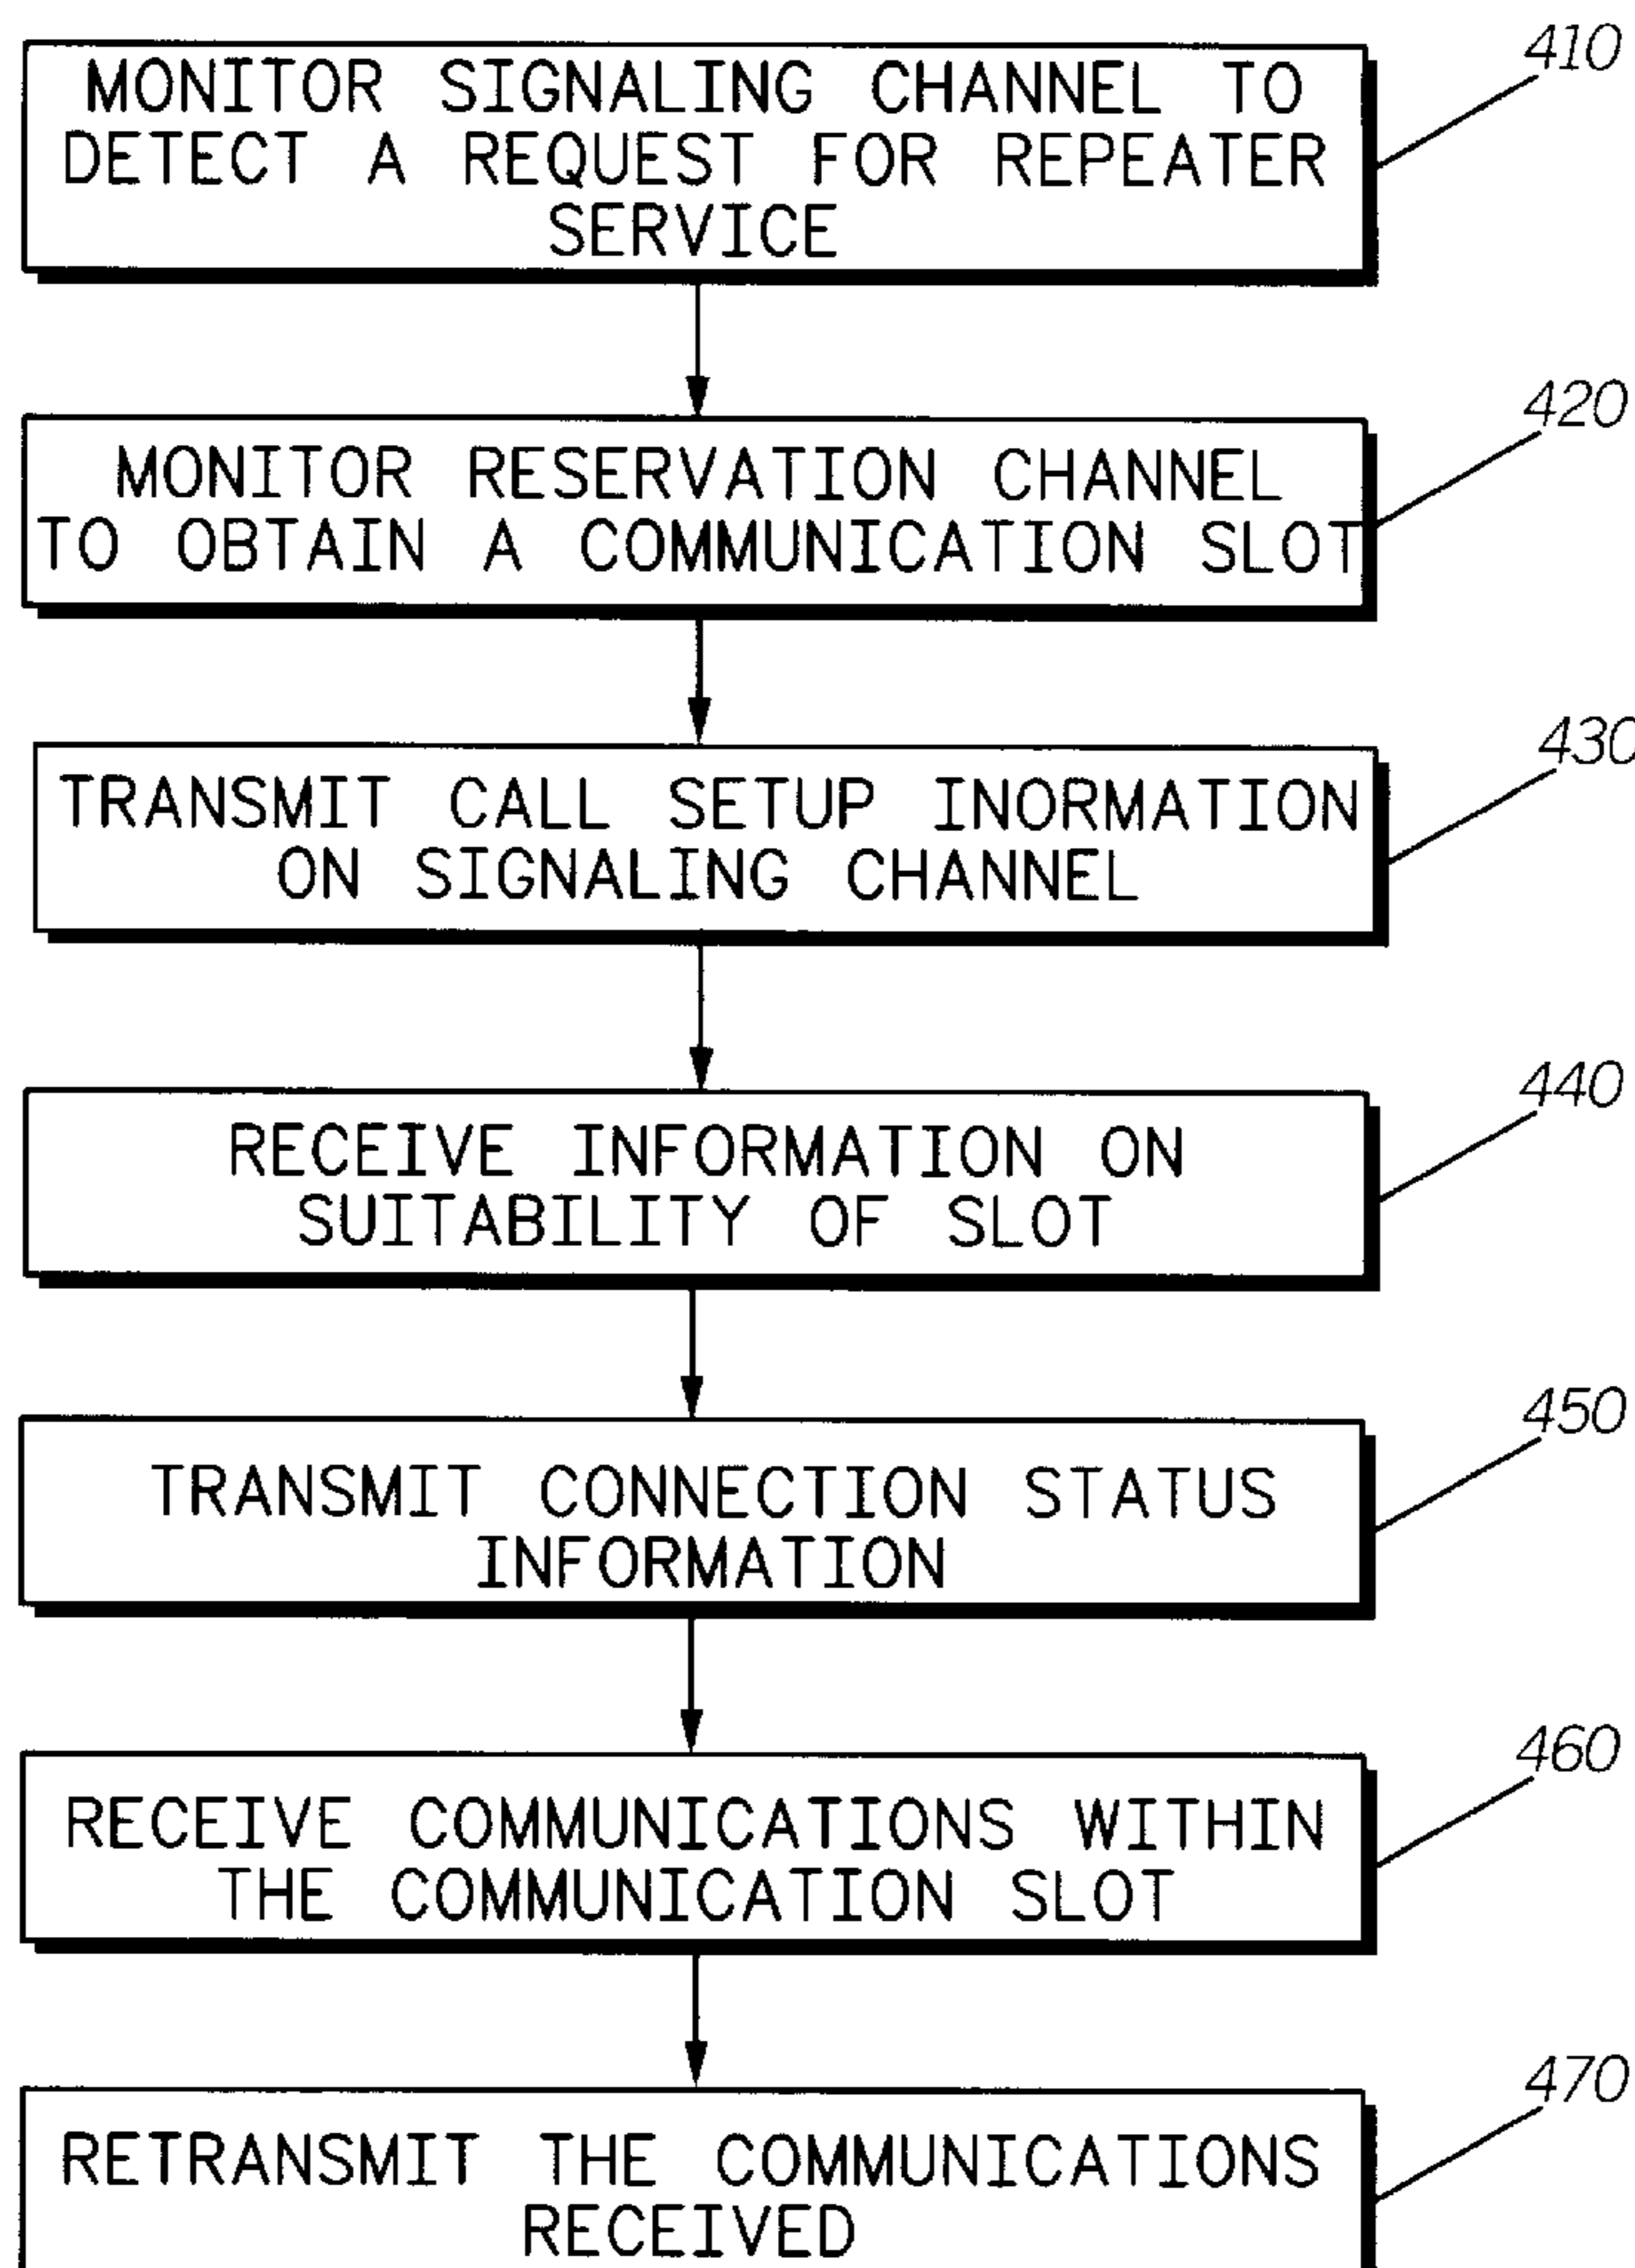 410
MONITOR SIGNALING CHANNEL TO
DETECT A REQUEST FOR REPEATER
SERVICE
420
MONITOR RESERVATION CHANNEL
TO OBTAIN A COMMUNICATION SLOT
430
TRANSMIT CALL SETUP INORMATION
ON SIGNALING CHANNEL
440
RECEIVE INFORMATION ON
SUITABILITY OF SLOT
450
TRANSMIT CONNECTION STATUS
INFORMATION
460
RECEIVE COMMUNICATIONS WITHIN
THE COMMUNICATION SLOT
470
RETRANSMIT THE COMMUNICATIONS
RECEIVED